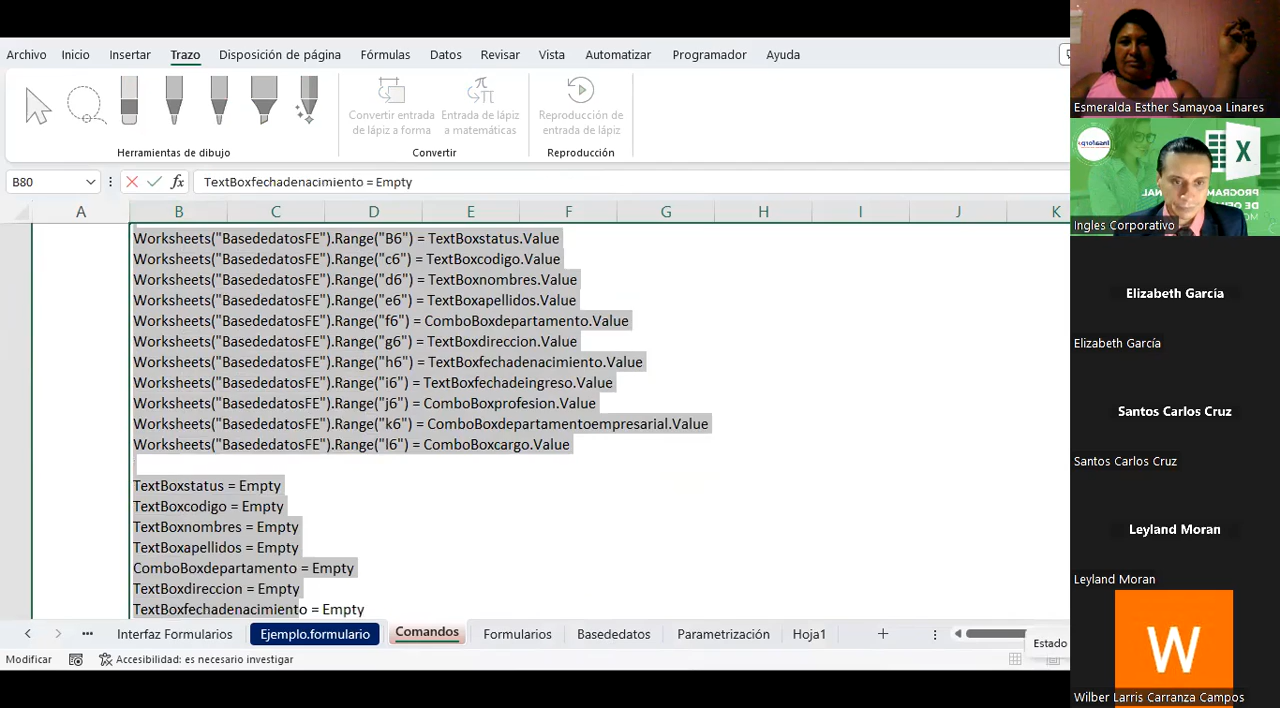 Archivo Inicio Insertar Trazo Disposición de página Fórmulas Datos Revisar Vista Automatizar Programador Ayuda
Convertir entrada de lápiz a forma
Entrada de lápiz a matemáticas
Reproducción de entrada de lápiz
Herramientas de dibujo Convertir Reproducción
B80 fx TextBoxfechadenacimiento = Empty
A B C D E F G H I J K
Worksheets("BasededatosFE").Range("B6") = TextBoxstatus.Value
Worksheets("BasededatosFE").Range("c6") = TextBoxcodigo.Value
Worksheets("BasededatosFE").Range("d6") = TextBoxnombres.Value
Worksheets("BasededatosFE").Range("e6") = TextBoxapellidos.Value
Worksheets("BasededatosFE").Range("f6") = ComboBoxdepartamento.Value
Worksheets("BasededatosFE").Range("g6") = TextBoxdireccion.Value
Worksheets("BasededatosFE").Range("h6") = TextBoxfechadenacimiento.Value
Worksheets("BasededatosFE").Range("i6") = TextBoxfechadeingreso.Value
Worksheets("BasededatosFE").Range("j6") = ComboBoxprofesion.Value
Worksheets("BasededatosFE").Range("k6") = ComboBoxdepartamentoempresarial.Value
Worksheets("BasededatosFE").Range("l6") = ComboBoxcargo.Value
TextBoxstatus = Empty
TextBoxcodigo = Empty
TextBoxnombres = Empty
TextBoxapellidos = Empty
ComboBoxdepartamento = Empty
TextBoxdireccion = Empty
TextBoxfechadenacimiento = Empty
Interfaz Formularios Ejemplo.formulario Comandos Formularios Basededatos Parametrización Hoja1
Estado
Modificar Accesibilidad: es necesario investigar
Esmeralda Esther Samayoa Linares
X
Ingles Corporativo
Elizabeth García
Elizabeth García
Santos Carlos Cruz
Santos Carlos Cruz
Leyland Moran
Leyland Moran
W
Wilber Larris Carranza Campos